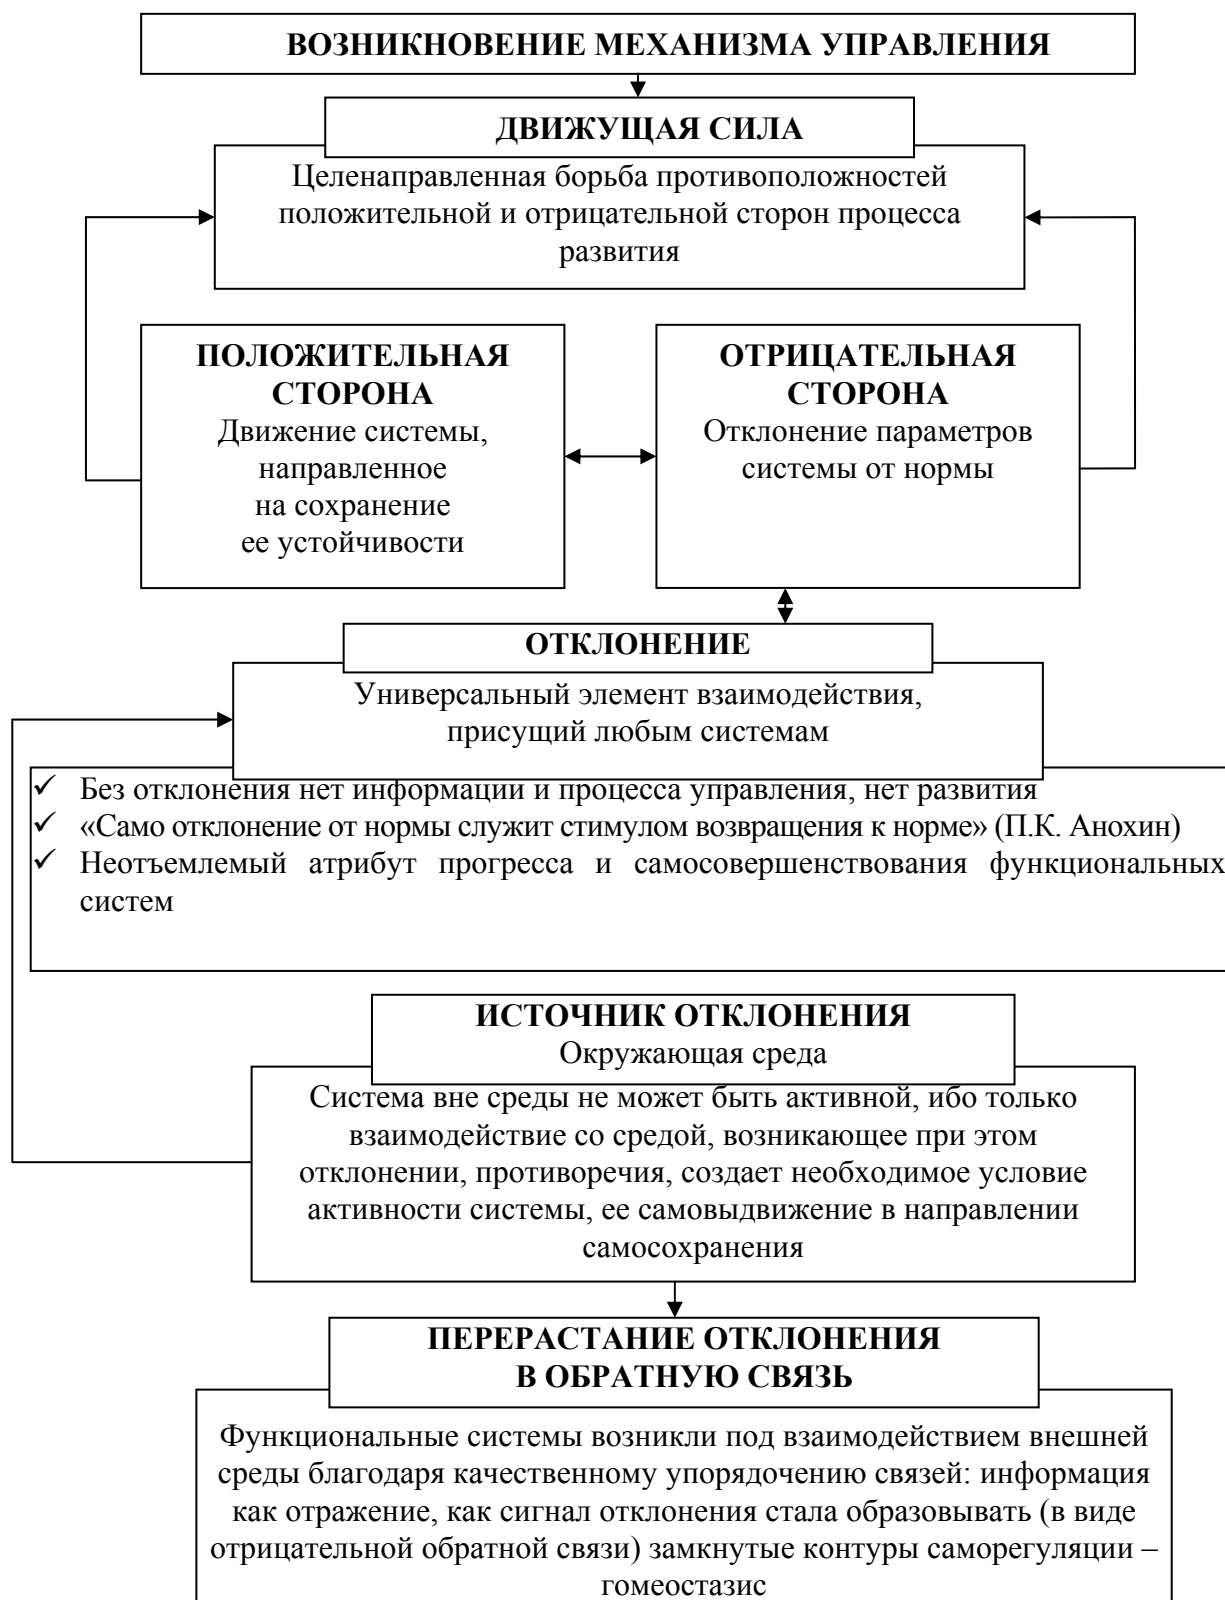 ВОЗНИКНОВЕНИЕ МЕХАНИЗМА УПРАВЛЕНИЯ
ДВИЖУЩАЯ СИЛА
Целенаправленная борьба противоположностей
положительной и отрицательной сторон процесса
развития
ПОЛОЖИТЕЛЬНАЯ
СТОРОНА
Движение системы,
направленное
на сохранение
ее устойчивости
ОТРИЦАТЕЛЬНАЯ
СТОРОНА
Отклонение параметров
системы от нормы
ОТКЛОНЕНИЕ
Универсальный элемент взаимодействия,
присущий любым системам
✓ Без отклонения нет информации и процесса управления, нет развития
✓ «Само отклонение от нормы служит стимулом возвращения к норме» (П.К. Анохин)
✓ Неотъемлемый атрибут прогресса и самосовершенствования функциональных
систем
ИСТОЧНИК ОТКЛОНЕНИЯ
Окружающая среда
Система вне среды не может быть активной, ибо только
взаимодействие со средой, возникающее при этом
отклонении, противоречия, создает необходимое условие
активности системы, ее самовыдвижение в направлении
самосохранения
ПЕРЕРАСТАНИЕ ОТКЛОНЕНИЯ
В ОБРАТНУЮ СВЯЗЬ
Функциональные системы возникли под взаимодействием внешней
среды благодаря качественному упорядочению связей: информация
как отражение, как сигнал отклонения стала образовывать (в виде
отрицательной обратной связи) замкнутые контуры саморегуляции –
гомеостазис